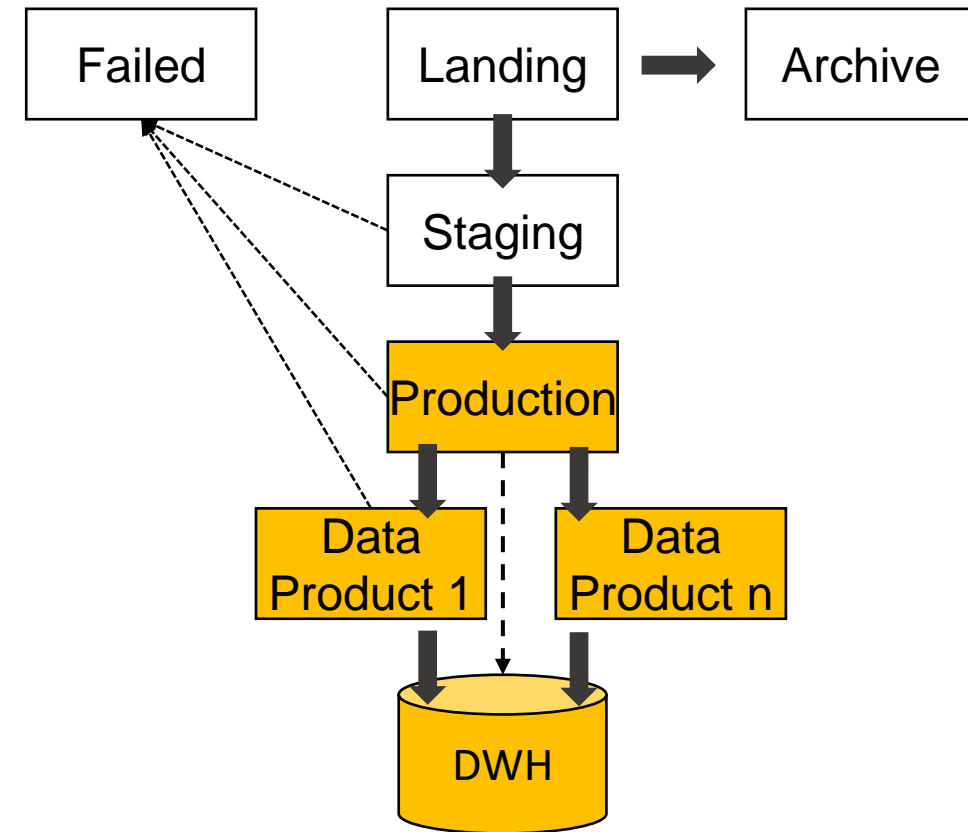 Failed
Landing
Archive
Staging
Production
Data
Product 1
Data
Product n
DWH